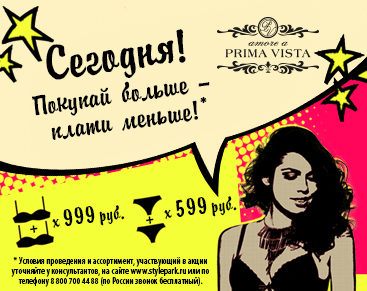 Сегодня!
Покупай больше –
плати меньше!*
amore a
PRIMA VISTA
+ х 999 руб.
+ х 599 руб.
* Условия проведения и ассортимент, участвующий в акции
уточняйте у консультантов, на сайте www.stylepark.ru или по
телефону 8 800 700 44 88 (по России звонок бесплатный).